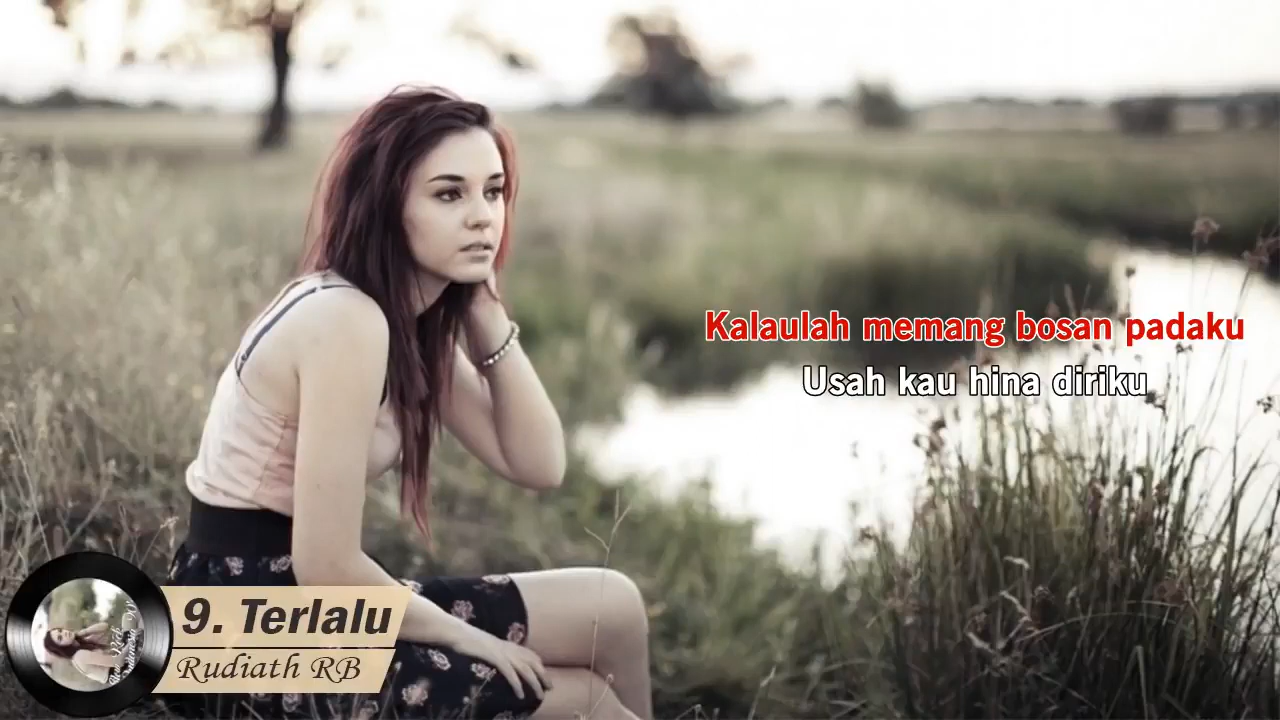 Kalaulah memang bosan padaku
Usah kau hina diriku
9. Terlalu
Rudiath RB